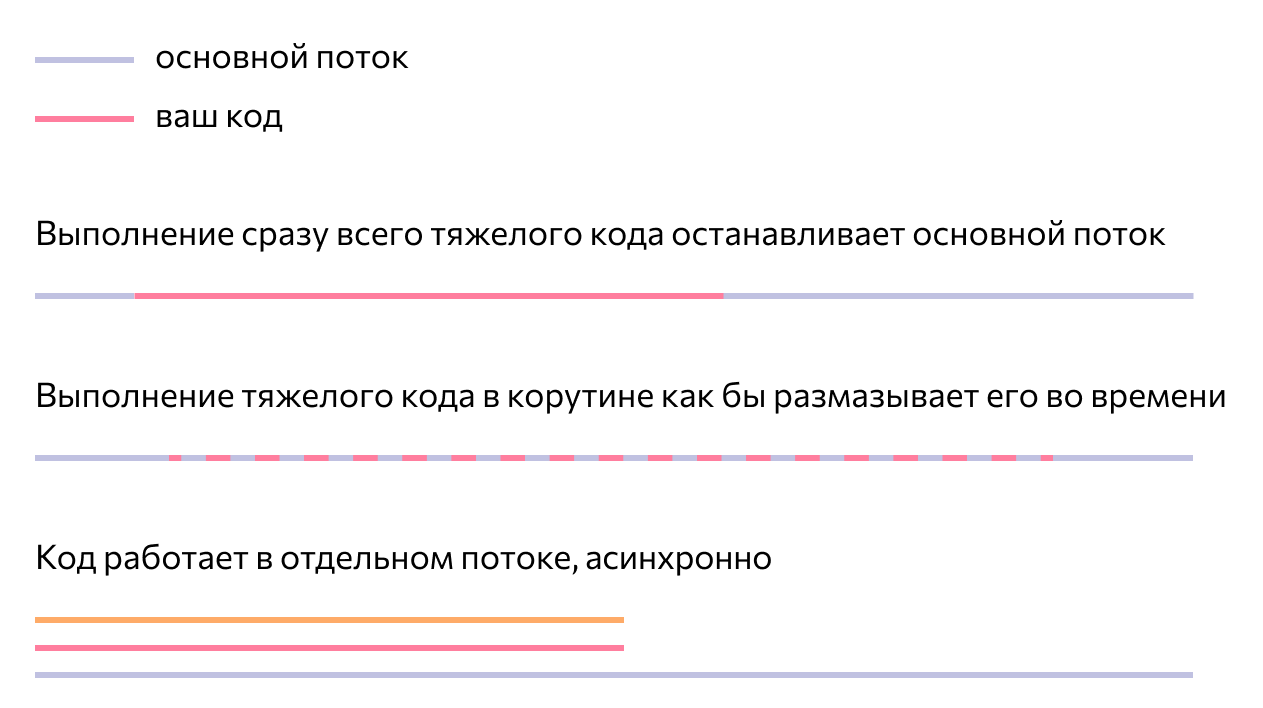 основной поток
ваш код
Выполнение сразу всего тяжелого кода останавливает основной поток
Выполнение тяжелого кода в корутине как бы размазывает его во времени
Код работает в отдельном потоке, асинхронно